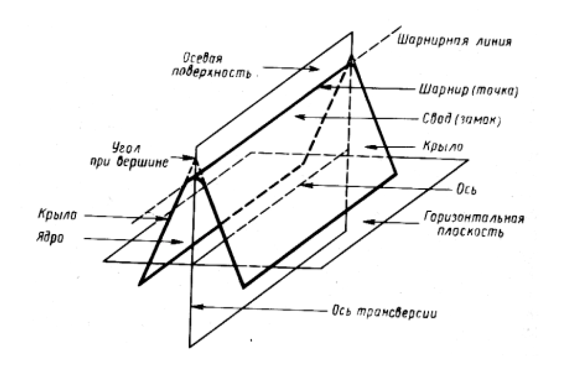 Осевая
поверхность
Шарнирная линия
Шарнир (точка)
Свод (замок)
Угол
при вершине
Крыло
Ось
Крыло
Горизонтальная
плоскость
Ядро
Ось трансверсии